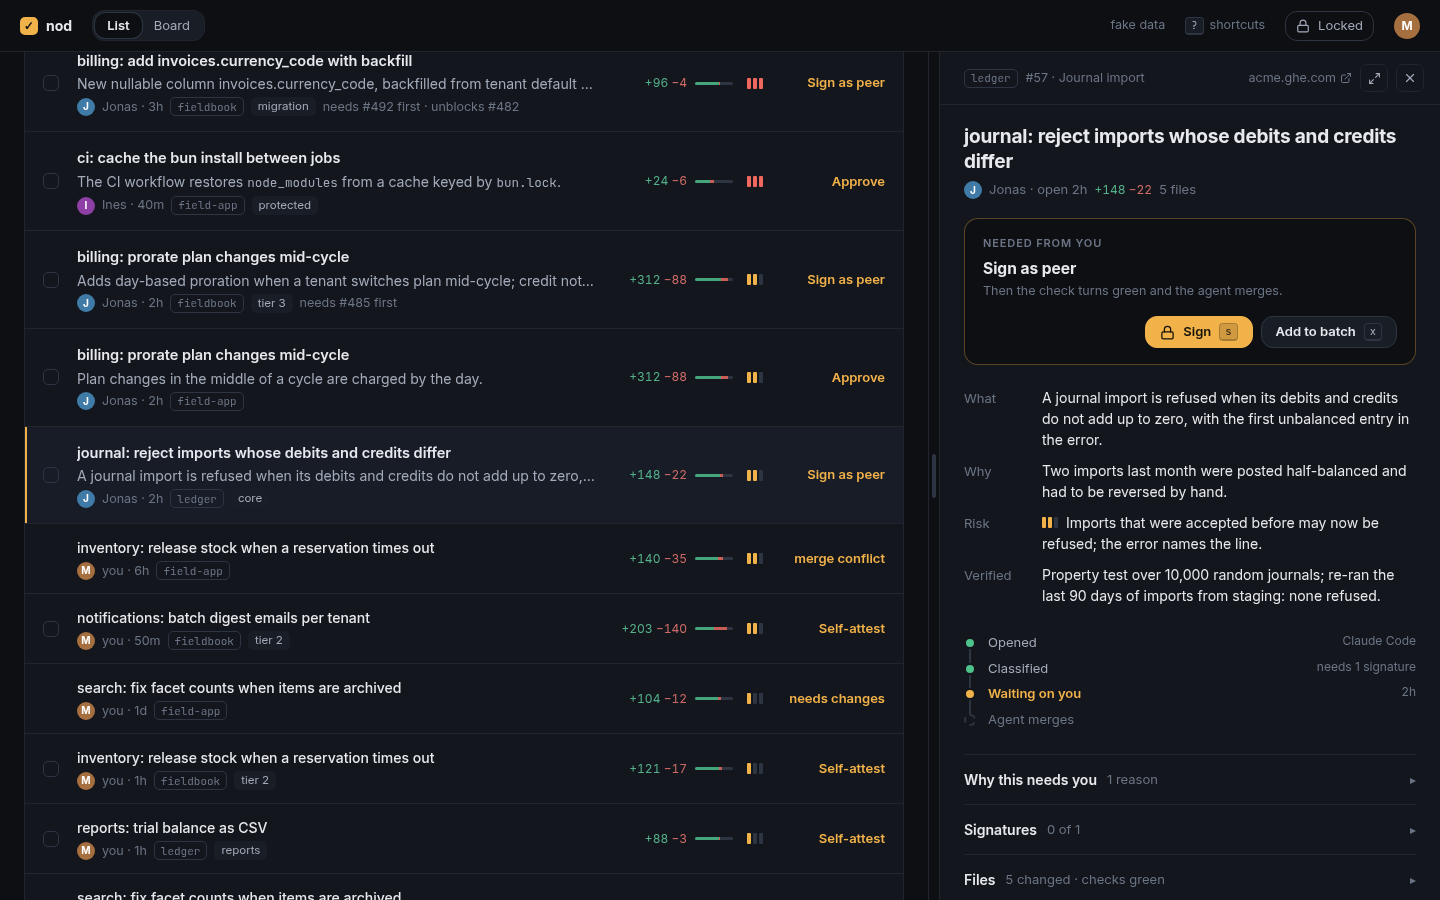 ✓ nod List Board fake data ? shortcuts Locked M
billing: add invoices.currency_code with backfill
New nullable column invoices.currency_code, backfilled from tenant default ... +96 −4 Sign as peer
J Jonas · 3h fieldbook migration needs #492 first · unblocks #482
ci: cache the bun install between jobs
The CI workflow restores node_modules from a cache keyed by bun.lock. +24 −6 Approve
I Ines · 40m field-app protected
billing: prorate plan changes mid-cycle
Adds day-based proration when a tenant switches plan mid-cycle; credit not... +312 −88 Sign as peer
J Jonas · 2h fieldbook tier 3 needs #485 first
billing: prorate plan changes mid-cycle
Plan changes in the middle of a cycle are charged by the day. +312 −88 Approve
J Jonas · 2h field-app
journal: reject imports whose debits and credits differ
A journal import is refused when its debits and credits do not add up to zero,... +148 −22 Sign as peer
J Jonas · 2h ledger core
inventory: release stock when a reservation times out
+140 −35 merge conflict
M you · 6h field-app
notifications: batch digest emails per tenant
+203 −140 Self-attest
M you · 50m fieldbook tier 2
search: fix facet counts when items are archived
+104 −12 needs changes
M you · 1d field-app
inventory: release stock when a reservation times out
+121 −17 Self-attest
M you · 1h fieldbook tier 2
reports: trial balance as CSV
+88 −3 Self-attest
M you · 1h ledger reports
search: fix facet counts when items are archived
ledger #57 · Journal import acme.ghe.com
journal: reject imports whose debits and credits
differ
J Jonas · open 2h +148 −22 5 files
NEEDED FROM YOU
Sign as peer
Then the check turns green and the agent merges.
Sign s Add to batch x
What A journal import is refused when its debits and credits
do not add up to zero, with the first unbalanced entry in
the error.
Why Two imports last month were posted half-balanced and
had to be reversed by hand.
Risk Imports that were accepted before may now be
refused; the error names the line.
Verified Property test over 10,000 random journals; re-ran the
last 90 days of imports from staging: none refused.
Opened Claude Code
Classified needs 1 signature
Waiting on you 2h
Agent merges
Why this needs you 1 reason
Signatures 0 of 1
Files 5 changed · checks green